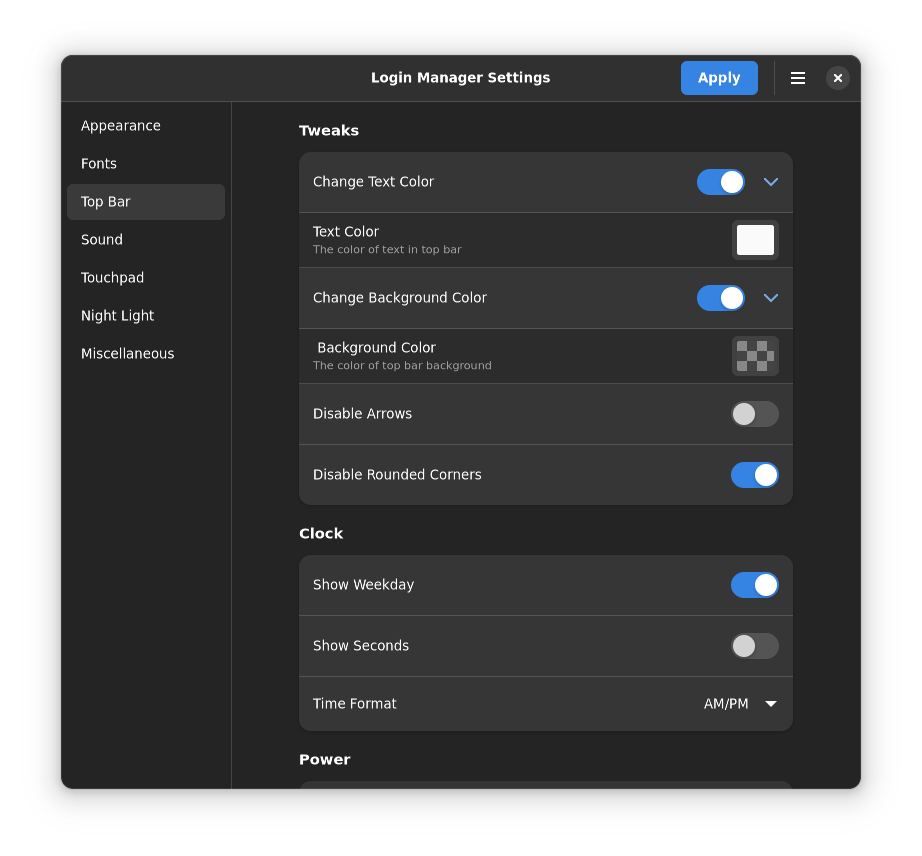 Login Manager Settings
Apply
Appearance
Fonts
Top Bar
Sound
Touchpad
Night Light
Miscellaneous
Tweaks
Change Text Color
Text Color
The color of text in top bar
Change Background Color
Background Color
The color of top bar background
Disable Arrows
Disable Rounded Corners
Clock
Show Weekday
Show Seconds
Time Format AM/PM
Power